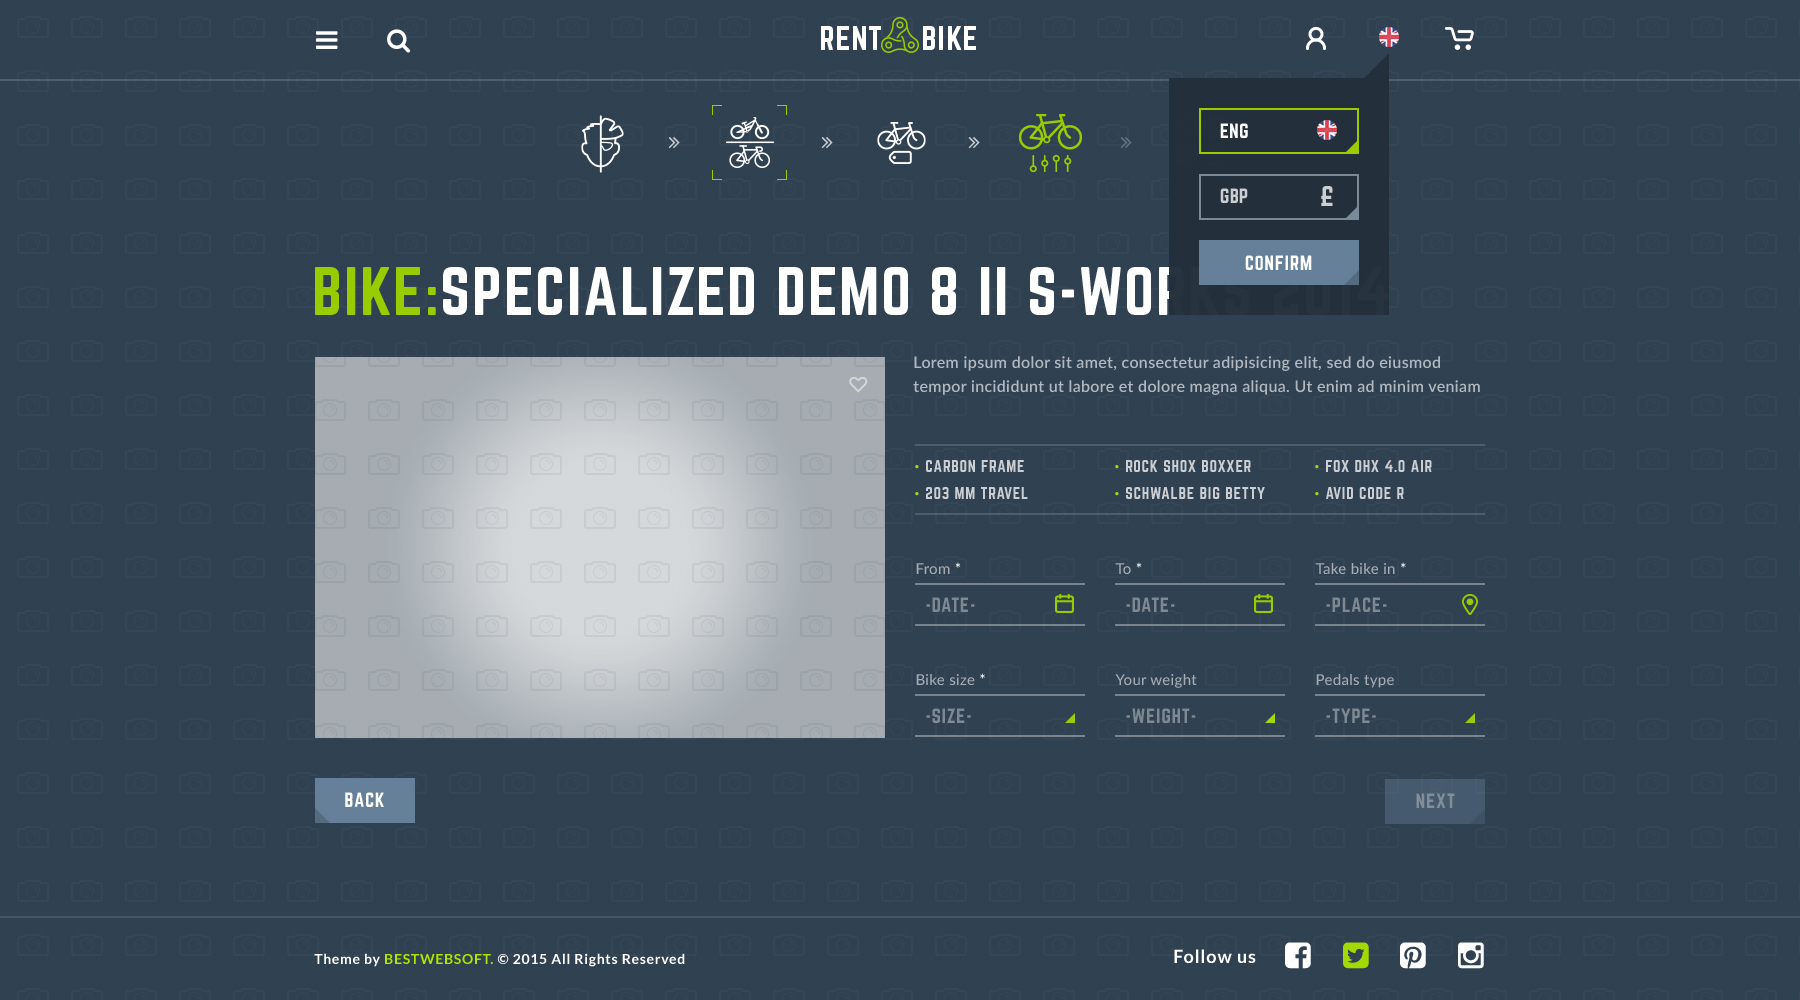 RENT BIKE
ENG
GBP £
CONFIRM
BIKE:SPECIALIZED DEMO 8 II S-WORKS 2014
Lorem ipsum dolor sit amet, consectetur adipisicing elit, sed do eiusmod
tempor incididunt ut labore et dolore magna aliqua. Ut enim ad minim veniam
• CARBON FRAME • ROCK SHOX BOXXER • FOX DHX 4.0 AIR
• 203 MM TRAVEL • SCHWALBE BIG BETTY • AVID CODE R
From * To * Take bike in *
-DATE- -DATE- -PLACE-
Bike size * Your weight Pedals type
-SIZE- -WEIGHT- -TYPE-
BACK NEXT
Theme by BESTWEBSOFT. © 2015 All Rights Reserved Follow us